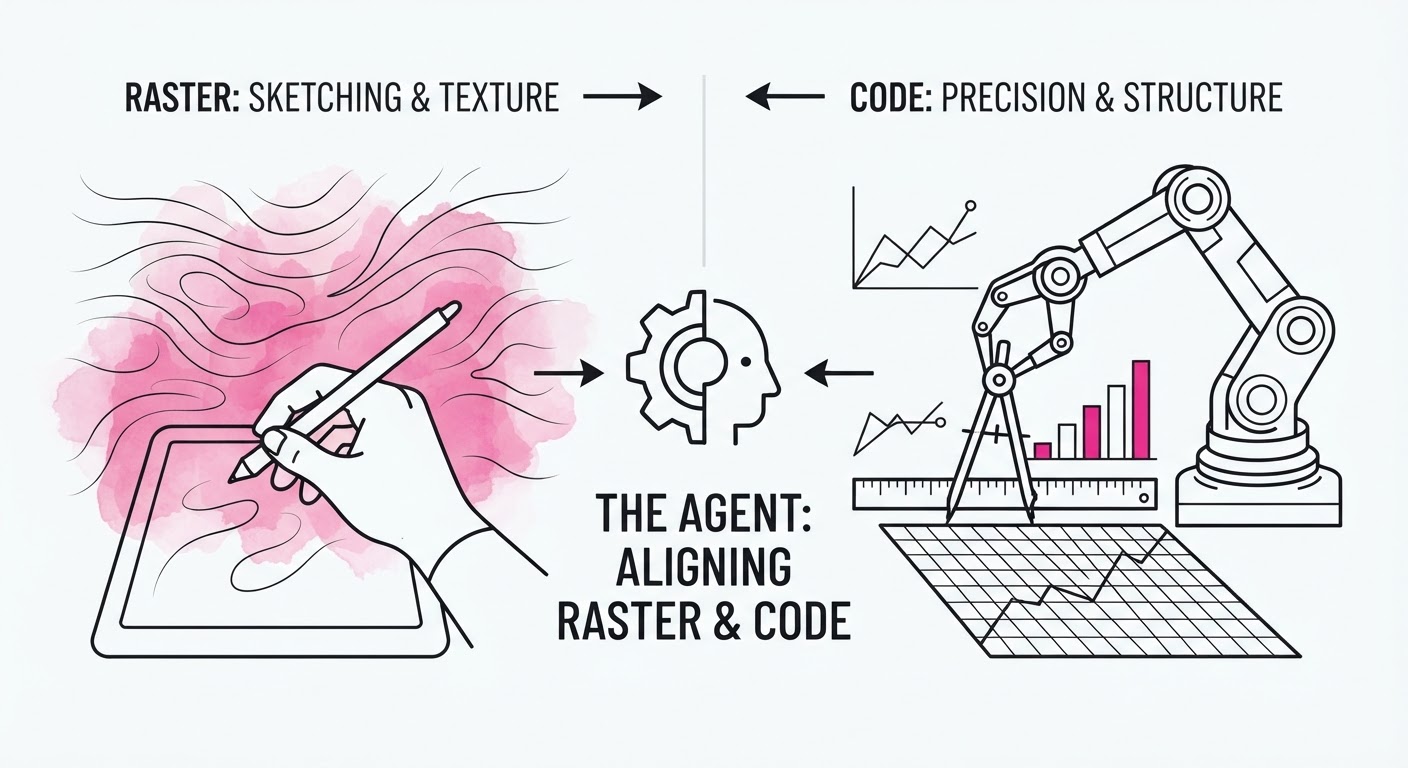 RASTER: SKETCHING & TEXTURE
CODE: PRECISION & STRUCTURE
THE AGENT:
ALIGNING
RASTER & CODE